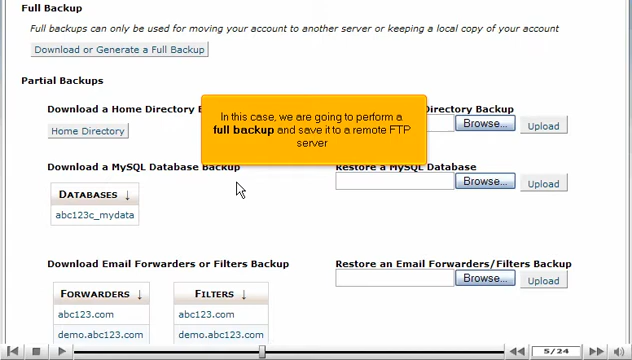 Full Backup
Full backups can only be used for moving your account to another server or keeping a local copy of your account
Download or Generate a Full Backup
Partial Backups
Download a Home Directory B
Directory Backup
Home Directory
Browse...
Upload
In this case, we are going to perform a
full backup and save it to a remote FTP
server
Download a MySQL Database Backup
Restore a MySQL Database
DATABASES ↓
Browse...
Upload
abc123c_mydata
Download Email Forwarders or Filters Backup
Restore an Email Forwarders/Filters Backup
Browse...
Upload
FORWARDERS ↓
FILTERS ↓
abc123.com
abc123.com
demo.abc123.com
demo.abc123.com
5/24